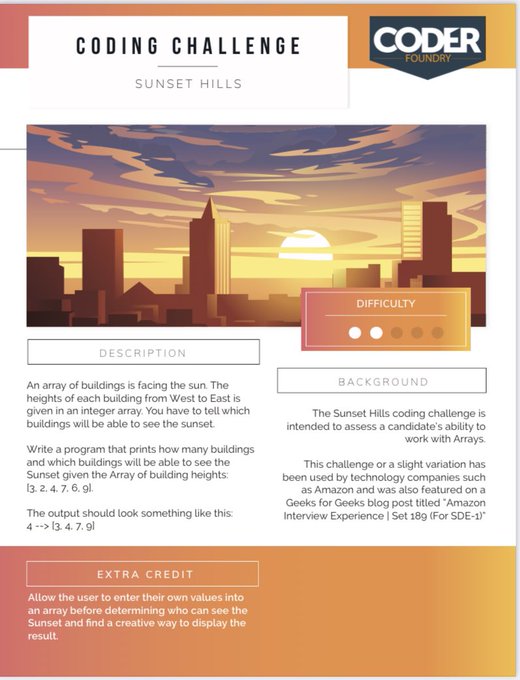 CODING CHALLENGE
SUNSET HILLS
CODER
FOUNDRY
DIFFICULTY
DESCRIPTION
An array of buildings is facing the sun. The
heights of each building from West to East is
given in an integer array. You have to tell which
buildings will be able to see the sunset.
Write a program that prints how many buildings
and which buildings will be able to see the
Sunset given the Array of building heights:
[3, 2, 4, 7, 6, 9].
The output should look something like this:
4 --> [3, 4, 7, 9]
BACKGROUND
The Sunset Hills coding challenge is
intended to assess a candidate's ability to
work with Arrays.
This challenge or a slight variation has
been used by technology companies such
as Amazon and was also featured on a
Geeks for Geeks blog post titled "Amazon
Interview Experience | Set 189 (For SDE-1)"
EXTRA CREDIT
Allow the user to enter their own values into
an array before determining who can see the
Sunset and find a creative way to display the
result.